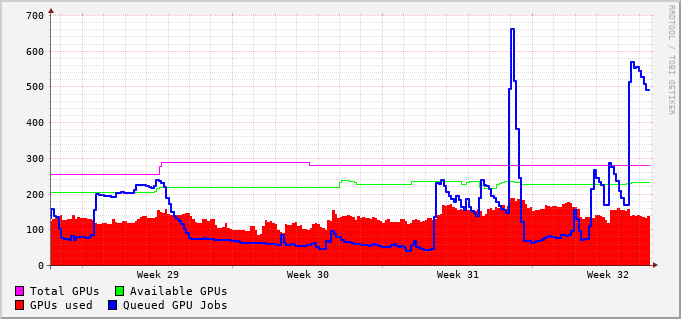 700
600
500
400
300
200
100
0
Week 29 Week 30 Week 31 Week 32
Total GPUs Available GPUs
GPUs used Queued GPU Jobs
RRDTOOL / TOBI OETIKER